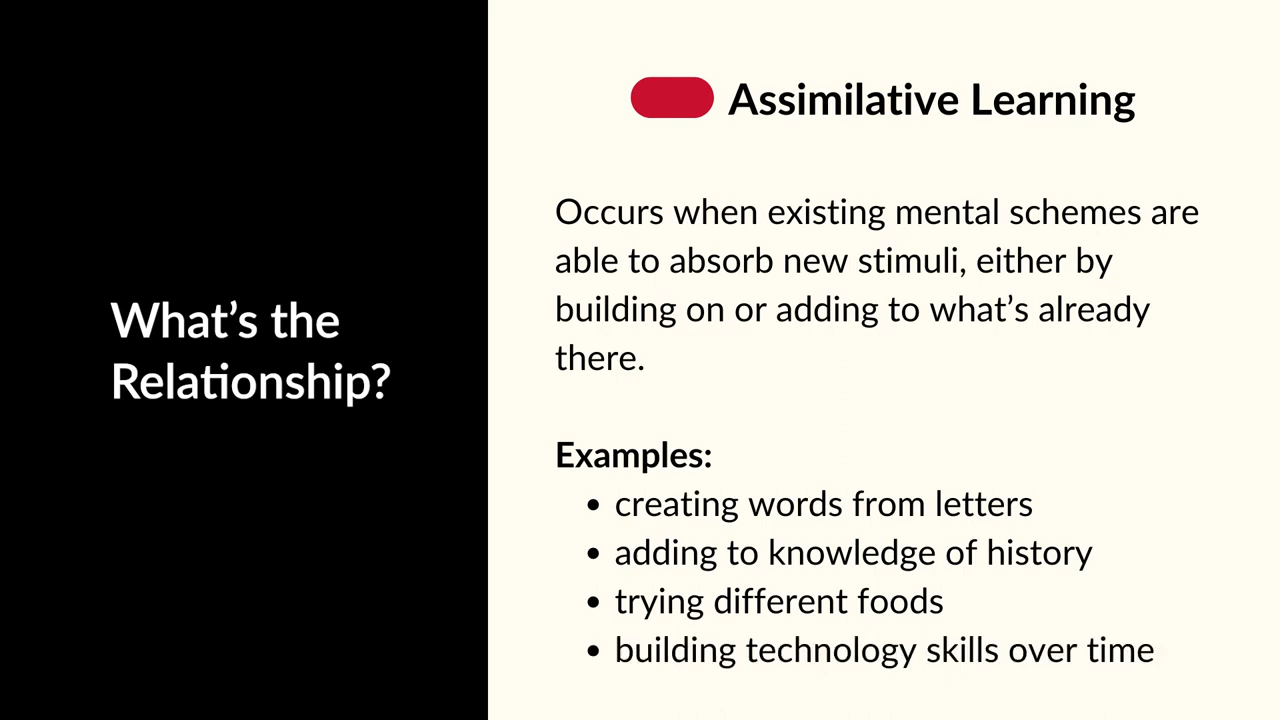 What’s the
Relationship?
Assimilative Learning
Occurs when existing mental schemes are
able to absorb new stimuli, either by
building on or adding to what’s already
there.
Examples:
• creating words from letters
• adding to knowledge of history
• trying different foods
• building technology skills over time